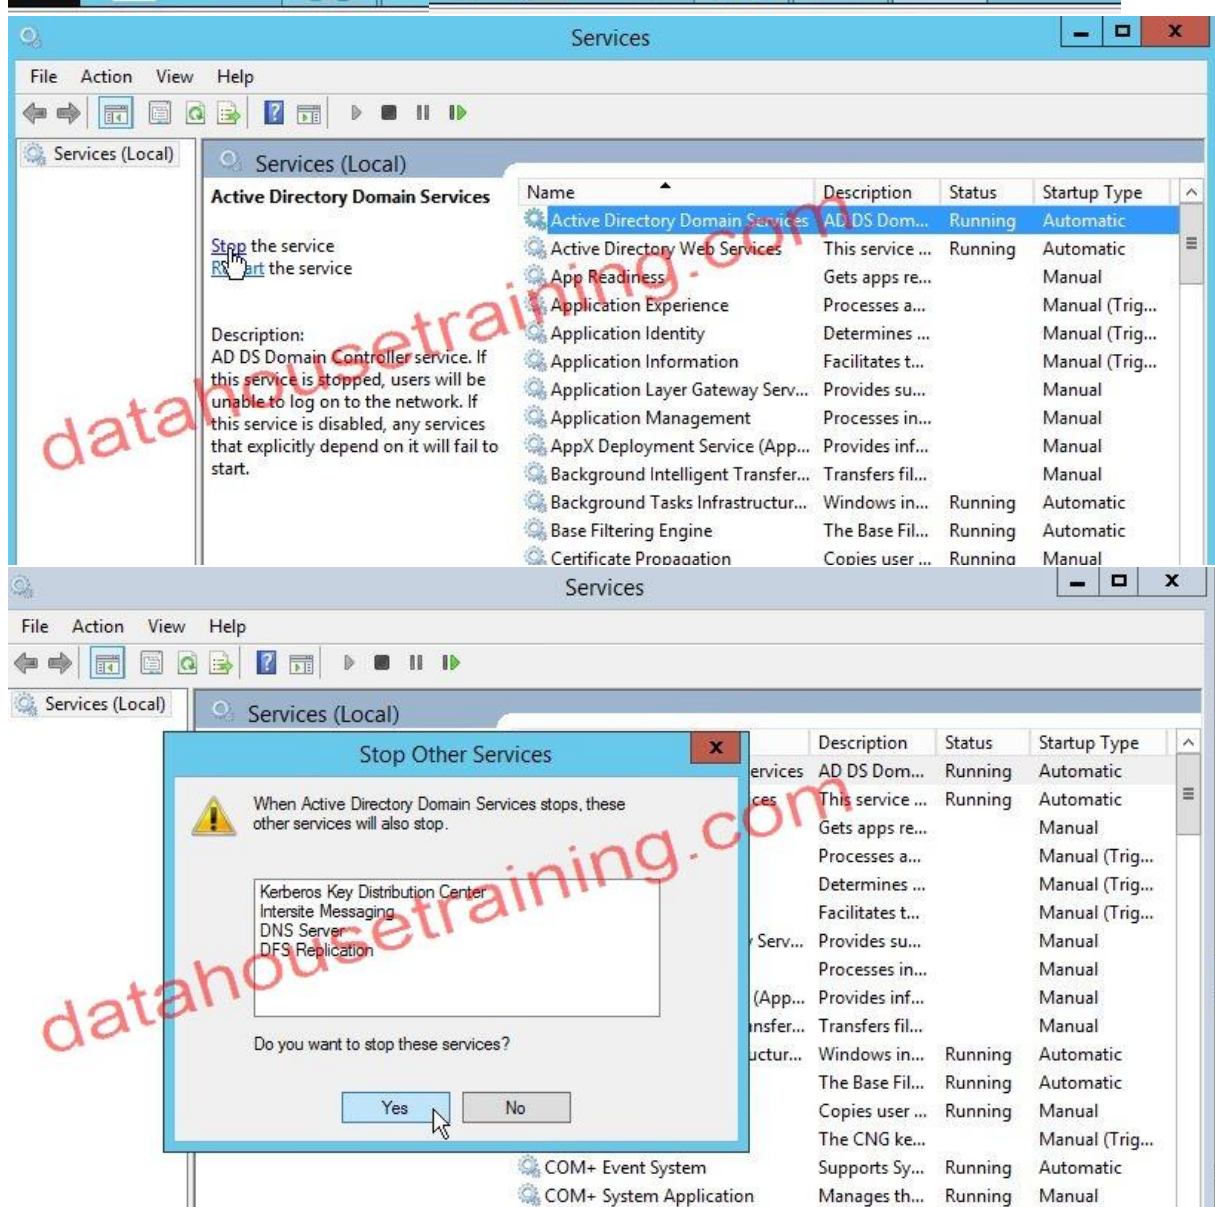 Services
File Action View Help
Services (Local)
Services (Local)
Active Directory Domain Services
Stop the service
Restart the service
Description:
AD DS Domain Controller service. If
this service is stopped, users will be
unable to log on to the network. If
this service is disabled, any services
that explicitly depend on it will fail to
start.
Name Description Status Startup Type
Active Directory Domain Services AD DS Dom... Running Automatic
Active Directory Web Services This service ... Running Automatic
App Readiness Gets apps re... Manual
Application Experience Processes a... Manual (Trig...
Application Identity Determines ... Manual (Trig...
Application Information Facilitates t... Manual (Trig...
Application Layer Gateway Serv... Provides su... Manual
Application Management Processes in... Manual
AppX Deployment Service (App... Provides inf... Manual
Background Intelligent Transfer... Transfers fil... Manual
Background Tasks Infrastructur... Windows in... Running Automatic
Base Filtering Engine The Base Fil... Running Automatic
Certificate Propagation Copies user ... Running Manual
datahousetraining.com
Services
File Action View Help
Services (Local)
Services (Local)
Description Status Startup Type
ervices AD DS Dom... Running Automatic
ices This service ... Running Automatic
Gets apps re... Manual
Processes a... Manual (Trig...
Determines ... Manual (Trig...
Facilitates t... Manual (Trig...
r Serv... Provides su... Manual
Processes in... Manual
(App... Provides inf... Manual
ansfer... Transfers fil... Manual
uctur... Windows in... Running Automatic
The Base Fil... Running Automatic
Copies user ... Running Manual
The CNG ke... Manual (Trig...
COM+ Event System Supports Sy... Running Automatic
COM+ System Application Manages th... Running Manual
Stop Other Services
When Active Directory Domain Services stops, these
other services will also stop.
Kerberos Key Distribution Center
Intersite Messaging
DNS Server
DFS Replication
Do you want to stop these services?
Yes No
datahousetraining.com